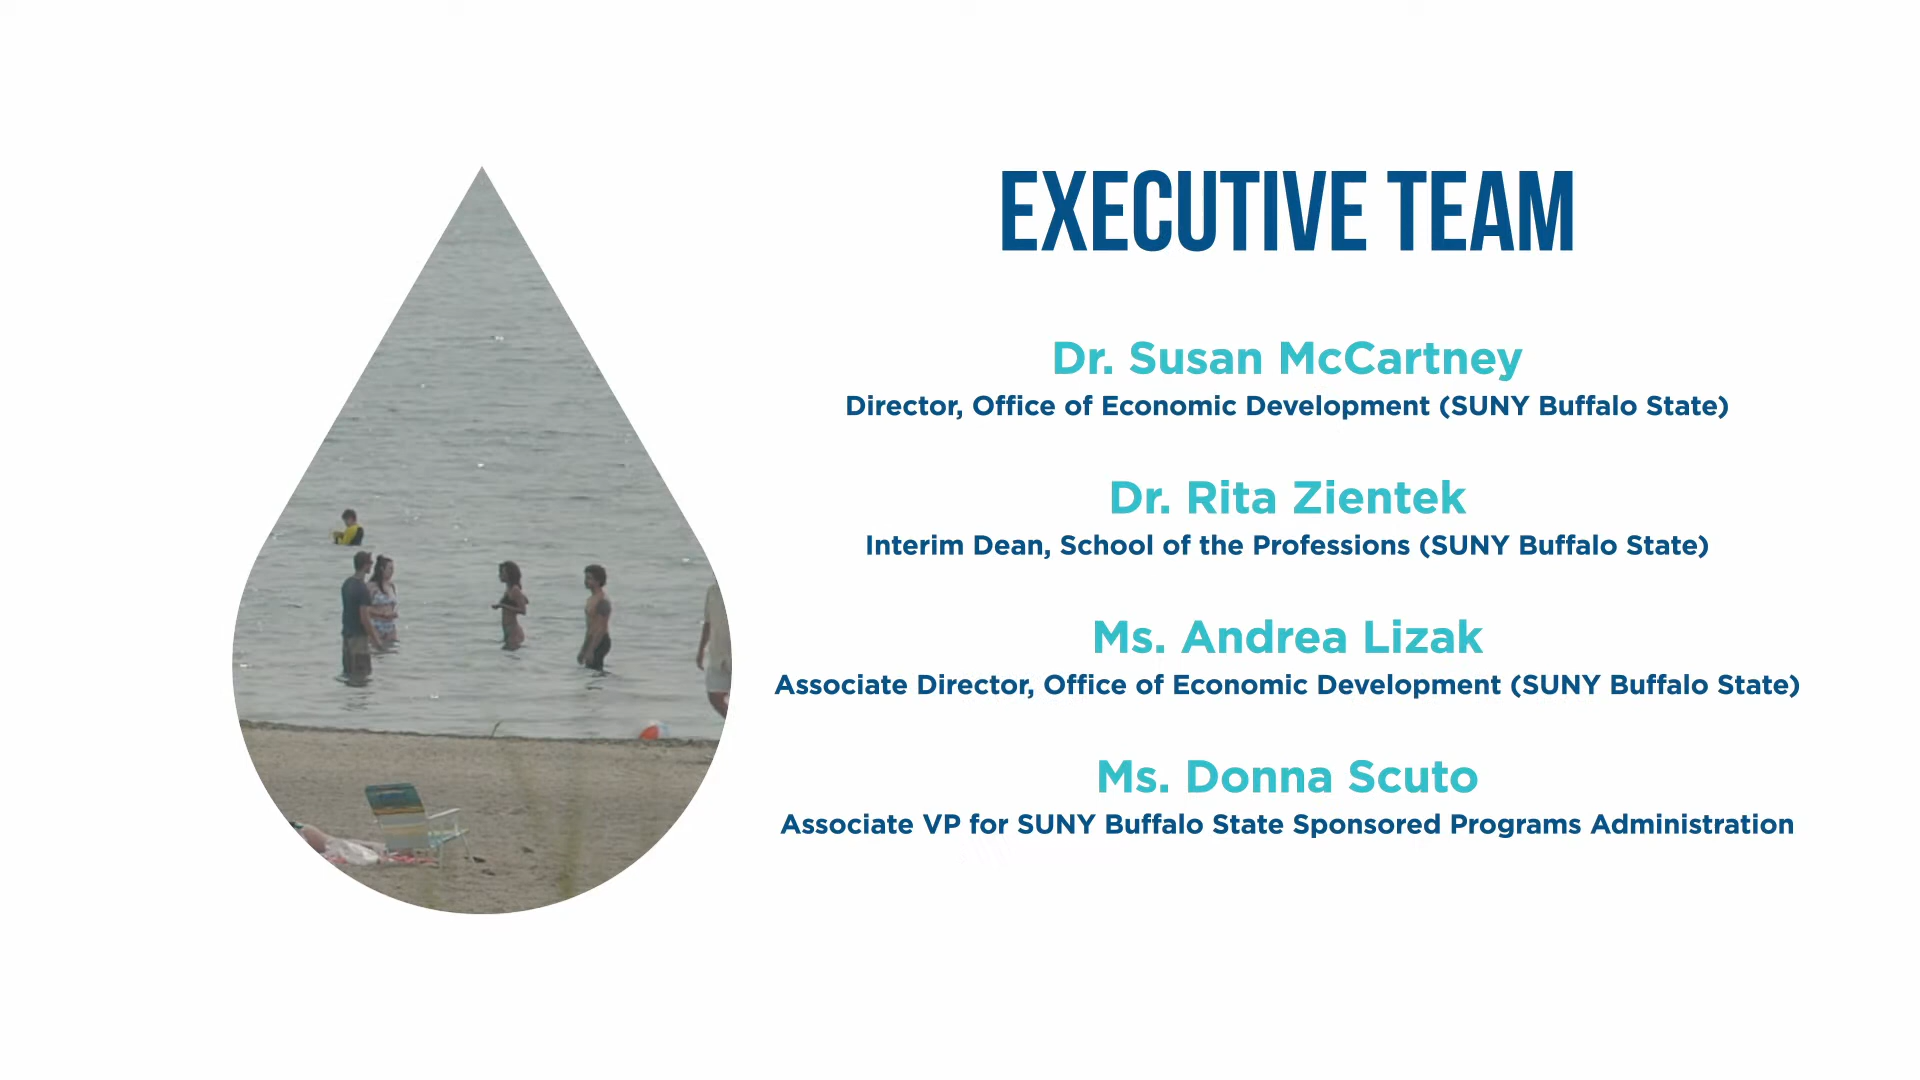 EXECUTIVE TEAM
Dr. Susan McCartney
Director, Office of Economic Development (SUNY Buffalo State)
Dr. Rita Zientek
Interim Dean, School of the Professions (SUNY Buffalo State)
Ms. Andrea Lizak
Associate Director, Office of Economic Development (SUNY Buffalo State)
Ms. Donna Scuto
Associate VP for SUNY Buffalo State Sponsored Programs Administration